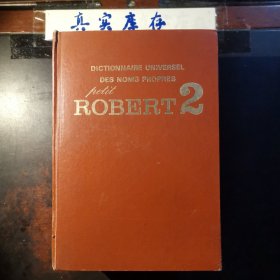 真实库存
DICTIONNAIRE UNIVERSEL
DES NOMS PROPRES
petit
ROBERT 2